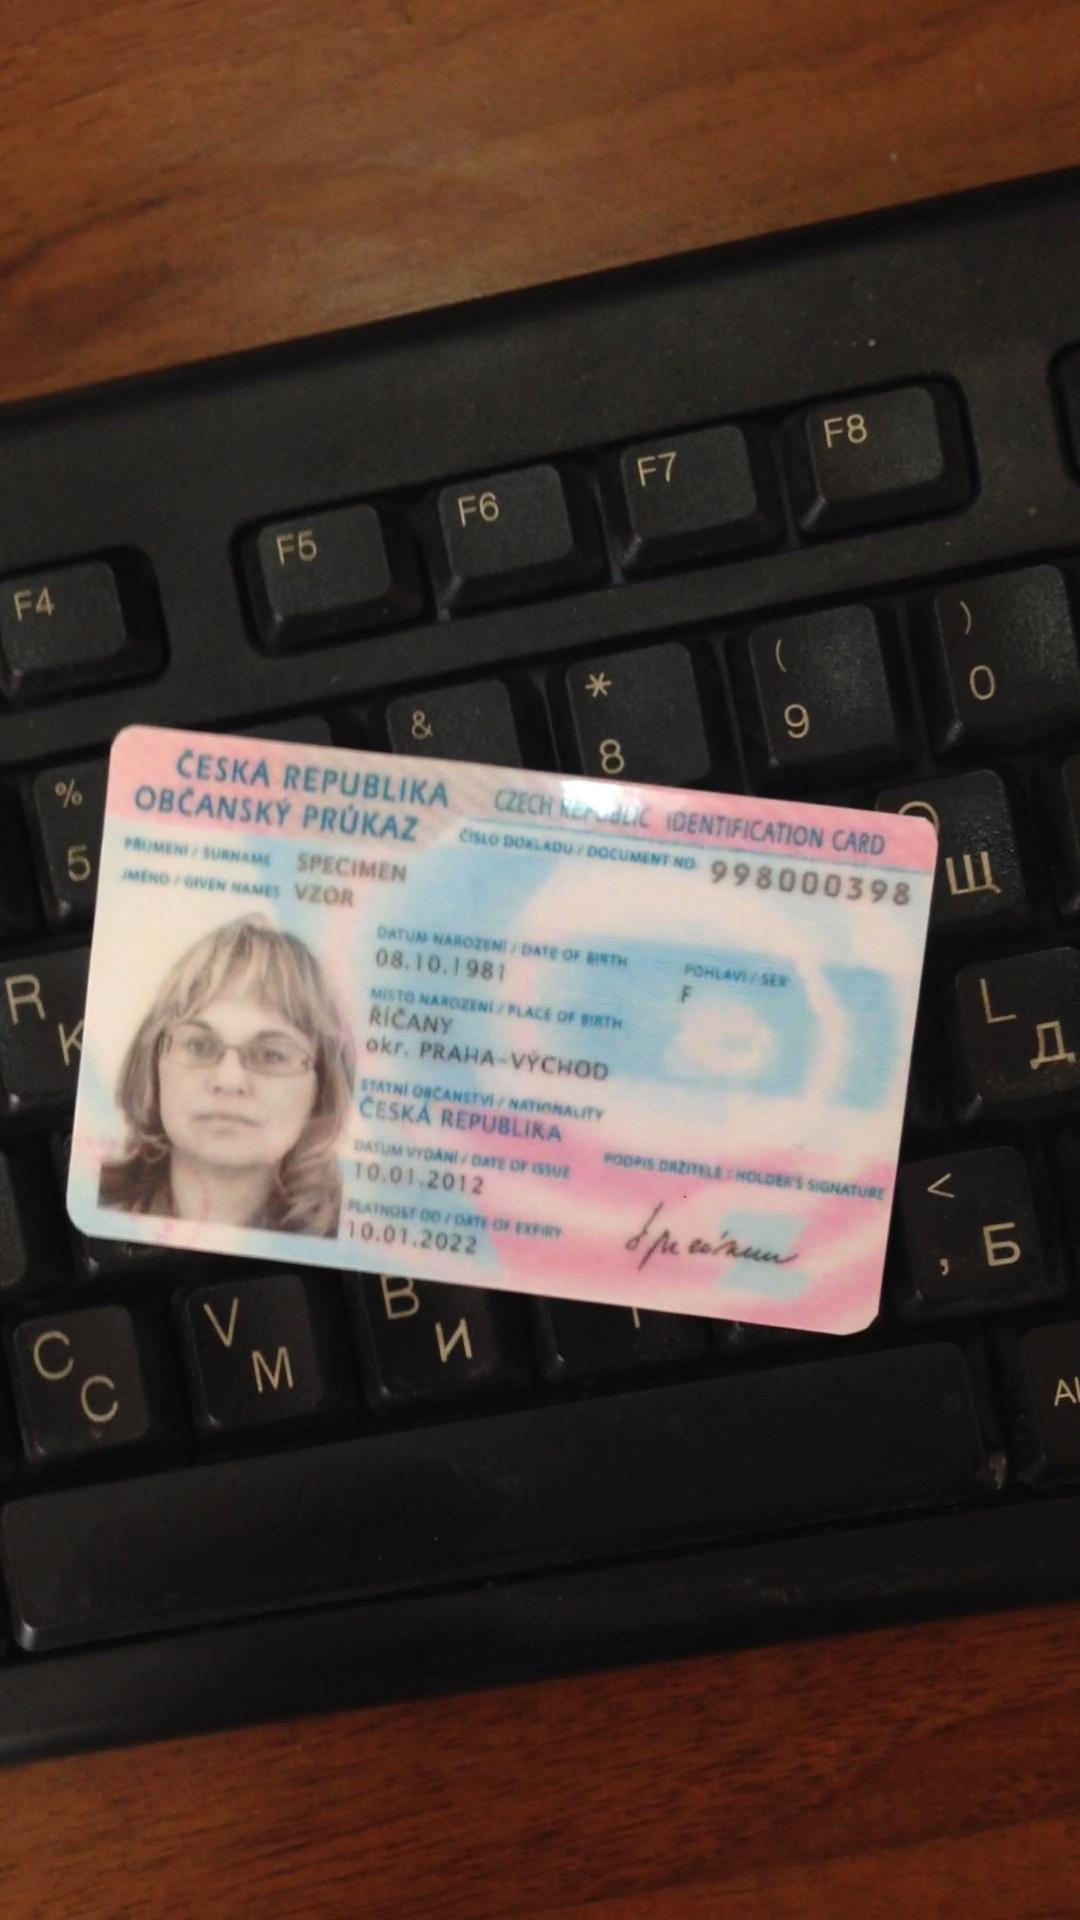 F4
F5
F6
F7
F8
%
5
&
*
8
(
9
)
0
ČESKÁ REPUBLIKA
OBČANSKÝ PRŮKAZ
CZECH REPUBLIC IDENTIFICATION CARD
ČÍSLO DOKLADU / DOCUMENT NO. 998000398
PŘÍJMENÍ / SURNAME SPECIMEN
JMÉNO / GIVEN NAMES VZOR
DATUM NAROZENÍ / DATE OF BIRTH
08.10.1981
POHLAVÍ / SEX
F
MÍSTO NAROZENÍ / PLACE OF BIRTH
ŘÍČANY
okr. PRAHA-VÝCHOD
STÁTNÍ OBČANSTVÍ / NATIONALITY
ČESKÁ REPUBLIKA
DATUM VYDÁNÍ / DATE OF ISSUE
10.01.2012
PLATNOST DO / DATE OF EXPIRY
10.01.2022
PODPIS DRŽITELE / HOLDER'S SIGNATURE
Specimen
Щ
R
К
L
Д
<
, Б
C
С
V
М
B
И